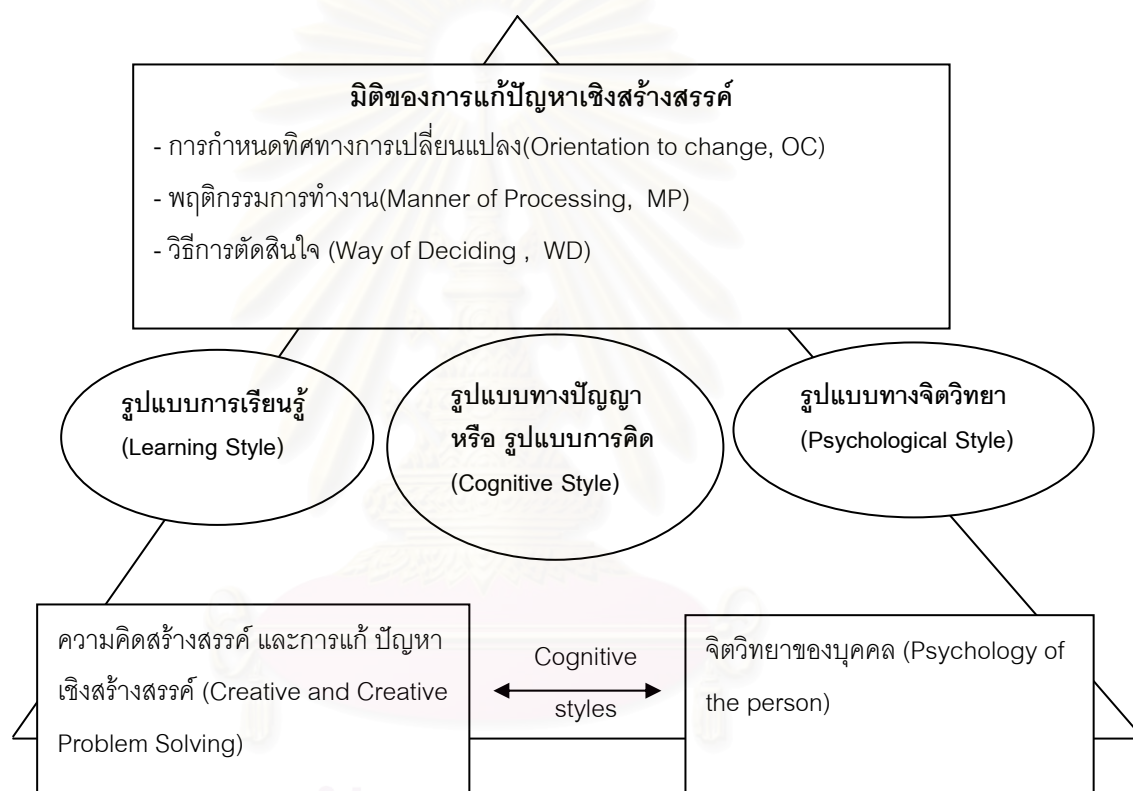 มิติของการแก้ปัญหาเชิงสร้างสรรค์
- การกำหนดทิศทางการเปลี่ยนแปลง(Orientation to change, OC)
- พฤติกรรมการทำงาน(Manner of Processing, MP)
- วิธีการตัดสินใจ (Way of Deciding , WD)
รูปแบบการเรียนรู้
(Learning Style)
รูปแบบทางปัญญา
หรือ รูปแบบการคิด
(Cognitive Style)
รูปแบบทางจิตวิทยา
(Psychological Style)
ความคิดสร้างสรรค์ และการแก้ ปัญหา
เชิงสร้างสรรค์ (Creative and Creative
Problem Solving)
Cognitive
styles
จิตวิทยาของบุคคล (Psychology of
the person)